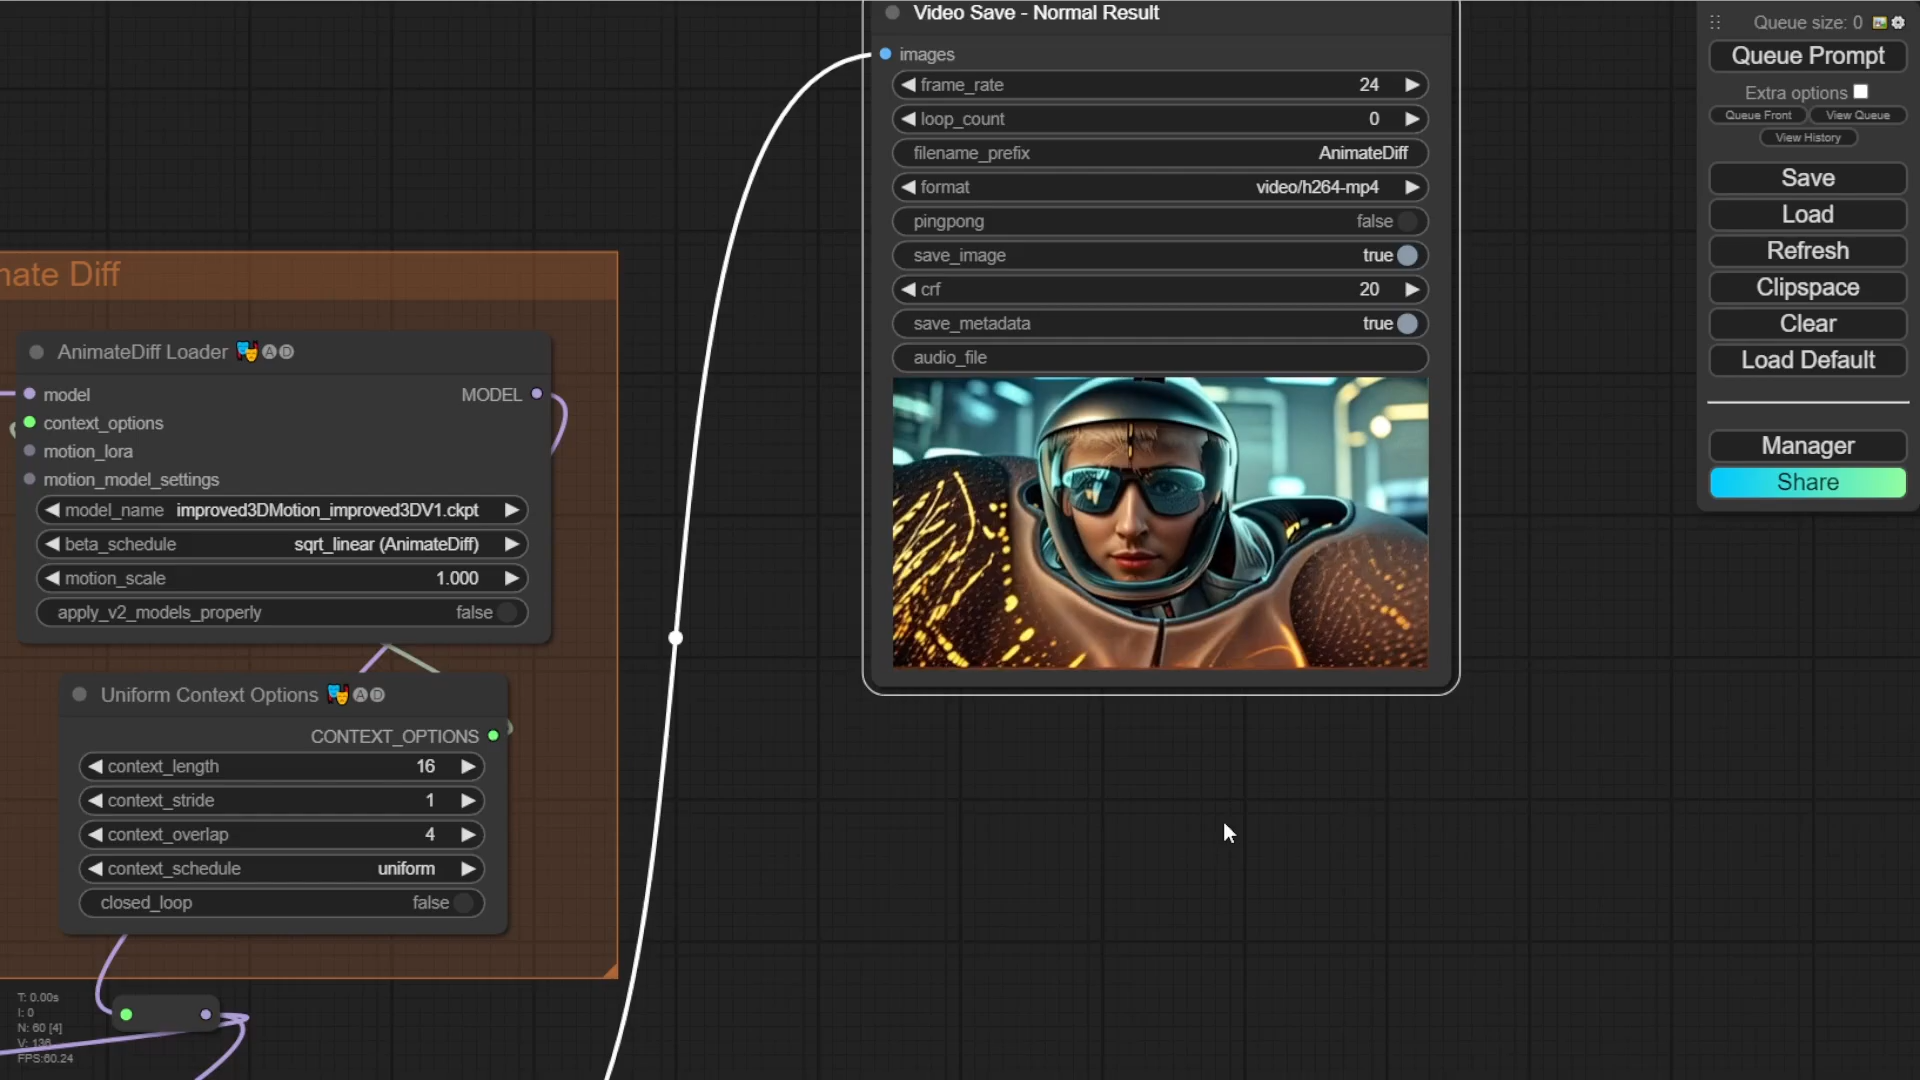 Video Save - Normal Result
images
frame_rate 24
loop_count 0
filename_prefix AnimateDiff
format video/h264-mp4
pingpong false
save_image true
crf 20
save_metadata true
audio_file
nate Diff
AnimateDiff Loader 🎭ⒶⒹ
model MODEL
context_options
motion_lora
motion_model_settings
model_name improved3DMotion_improved3DV1.ckpt
beta_schedule sqrt_linear (AnimateDiff)
motion_scale 1.000
apply_v2_models_properly false
Uniform Context Options 🎭ⒶⒹ
CONTEXT_OPTIONS
context_length 16
context_stride 1
context_overlap 4
context_schedule uniform
closed_loop false
T: 0.00s
I: 0
N: 60 [4]
V: 136
FPS:60.24
Queue size: 0
Queue Prompt
Extra options
Queue Front View Queue
View History
Save
Load
Refresh
Clipspace
Clear
Load Default
Manager
Share